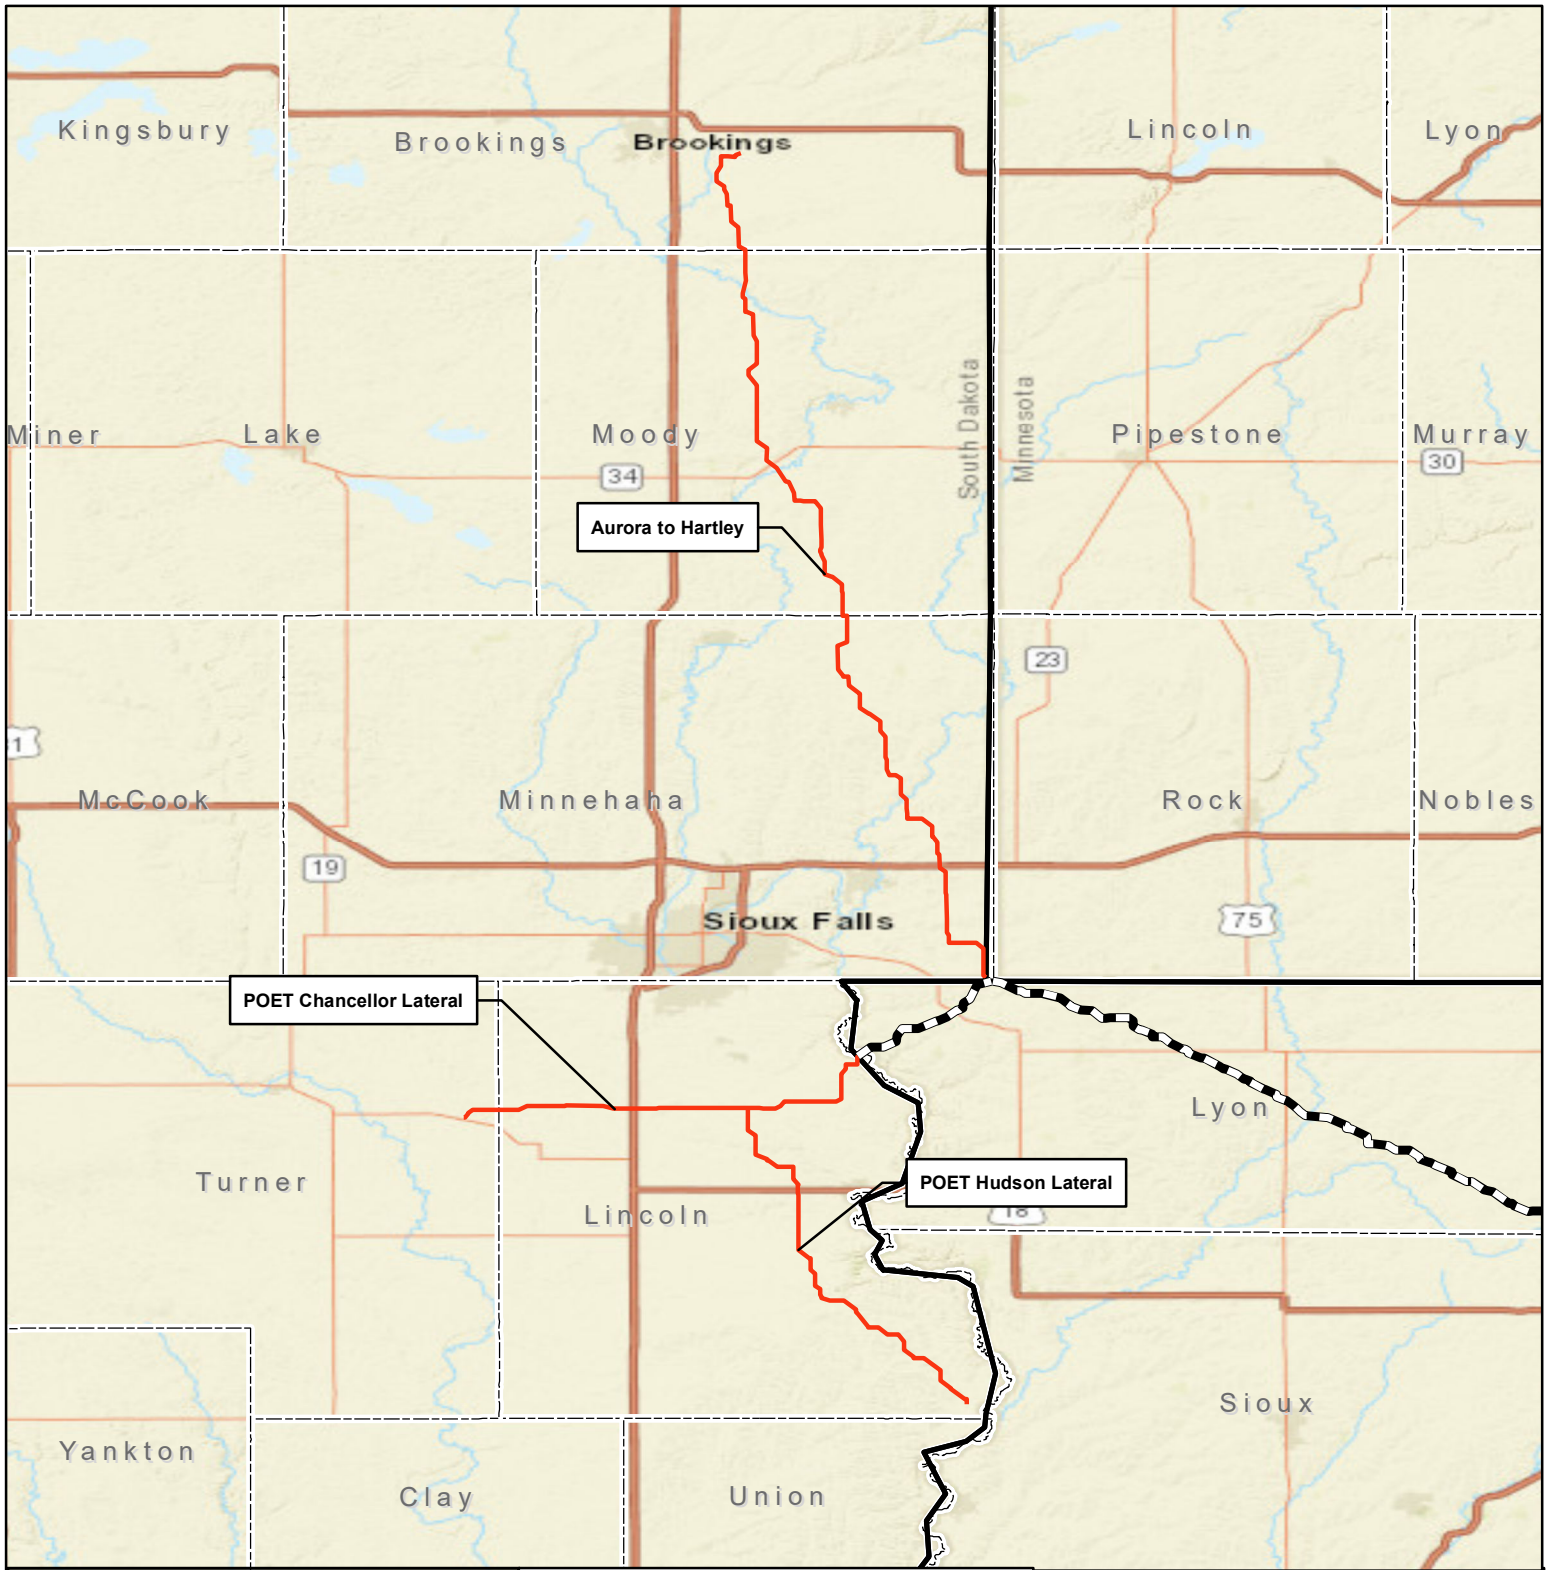 Kingsbury
Brookings
Brookings
Lincoln
Lyon
Miner
Lake
Moody
South Dakota
Minnesota
Pipestone
Murray
34
30
Aurora to Hartley
23
McCook
Minnehaha
Rock
Nobles
19
Sioux Falls
75
POET Chancellor Lateral
Lyon
Turner
POET Hudson Lateral
Lincoln
18
Sioux
Yankton
Clay
Union